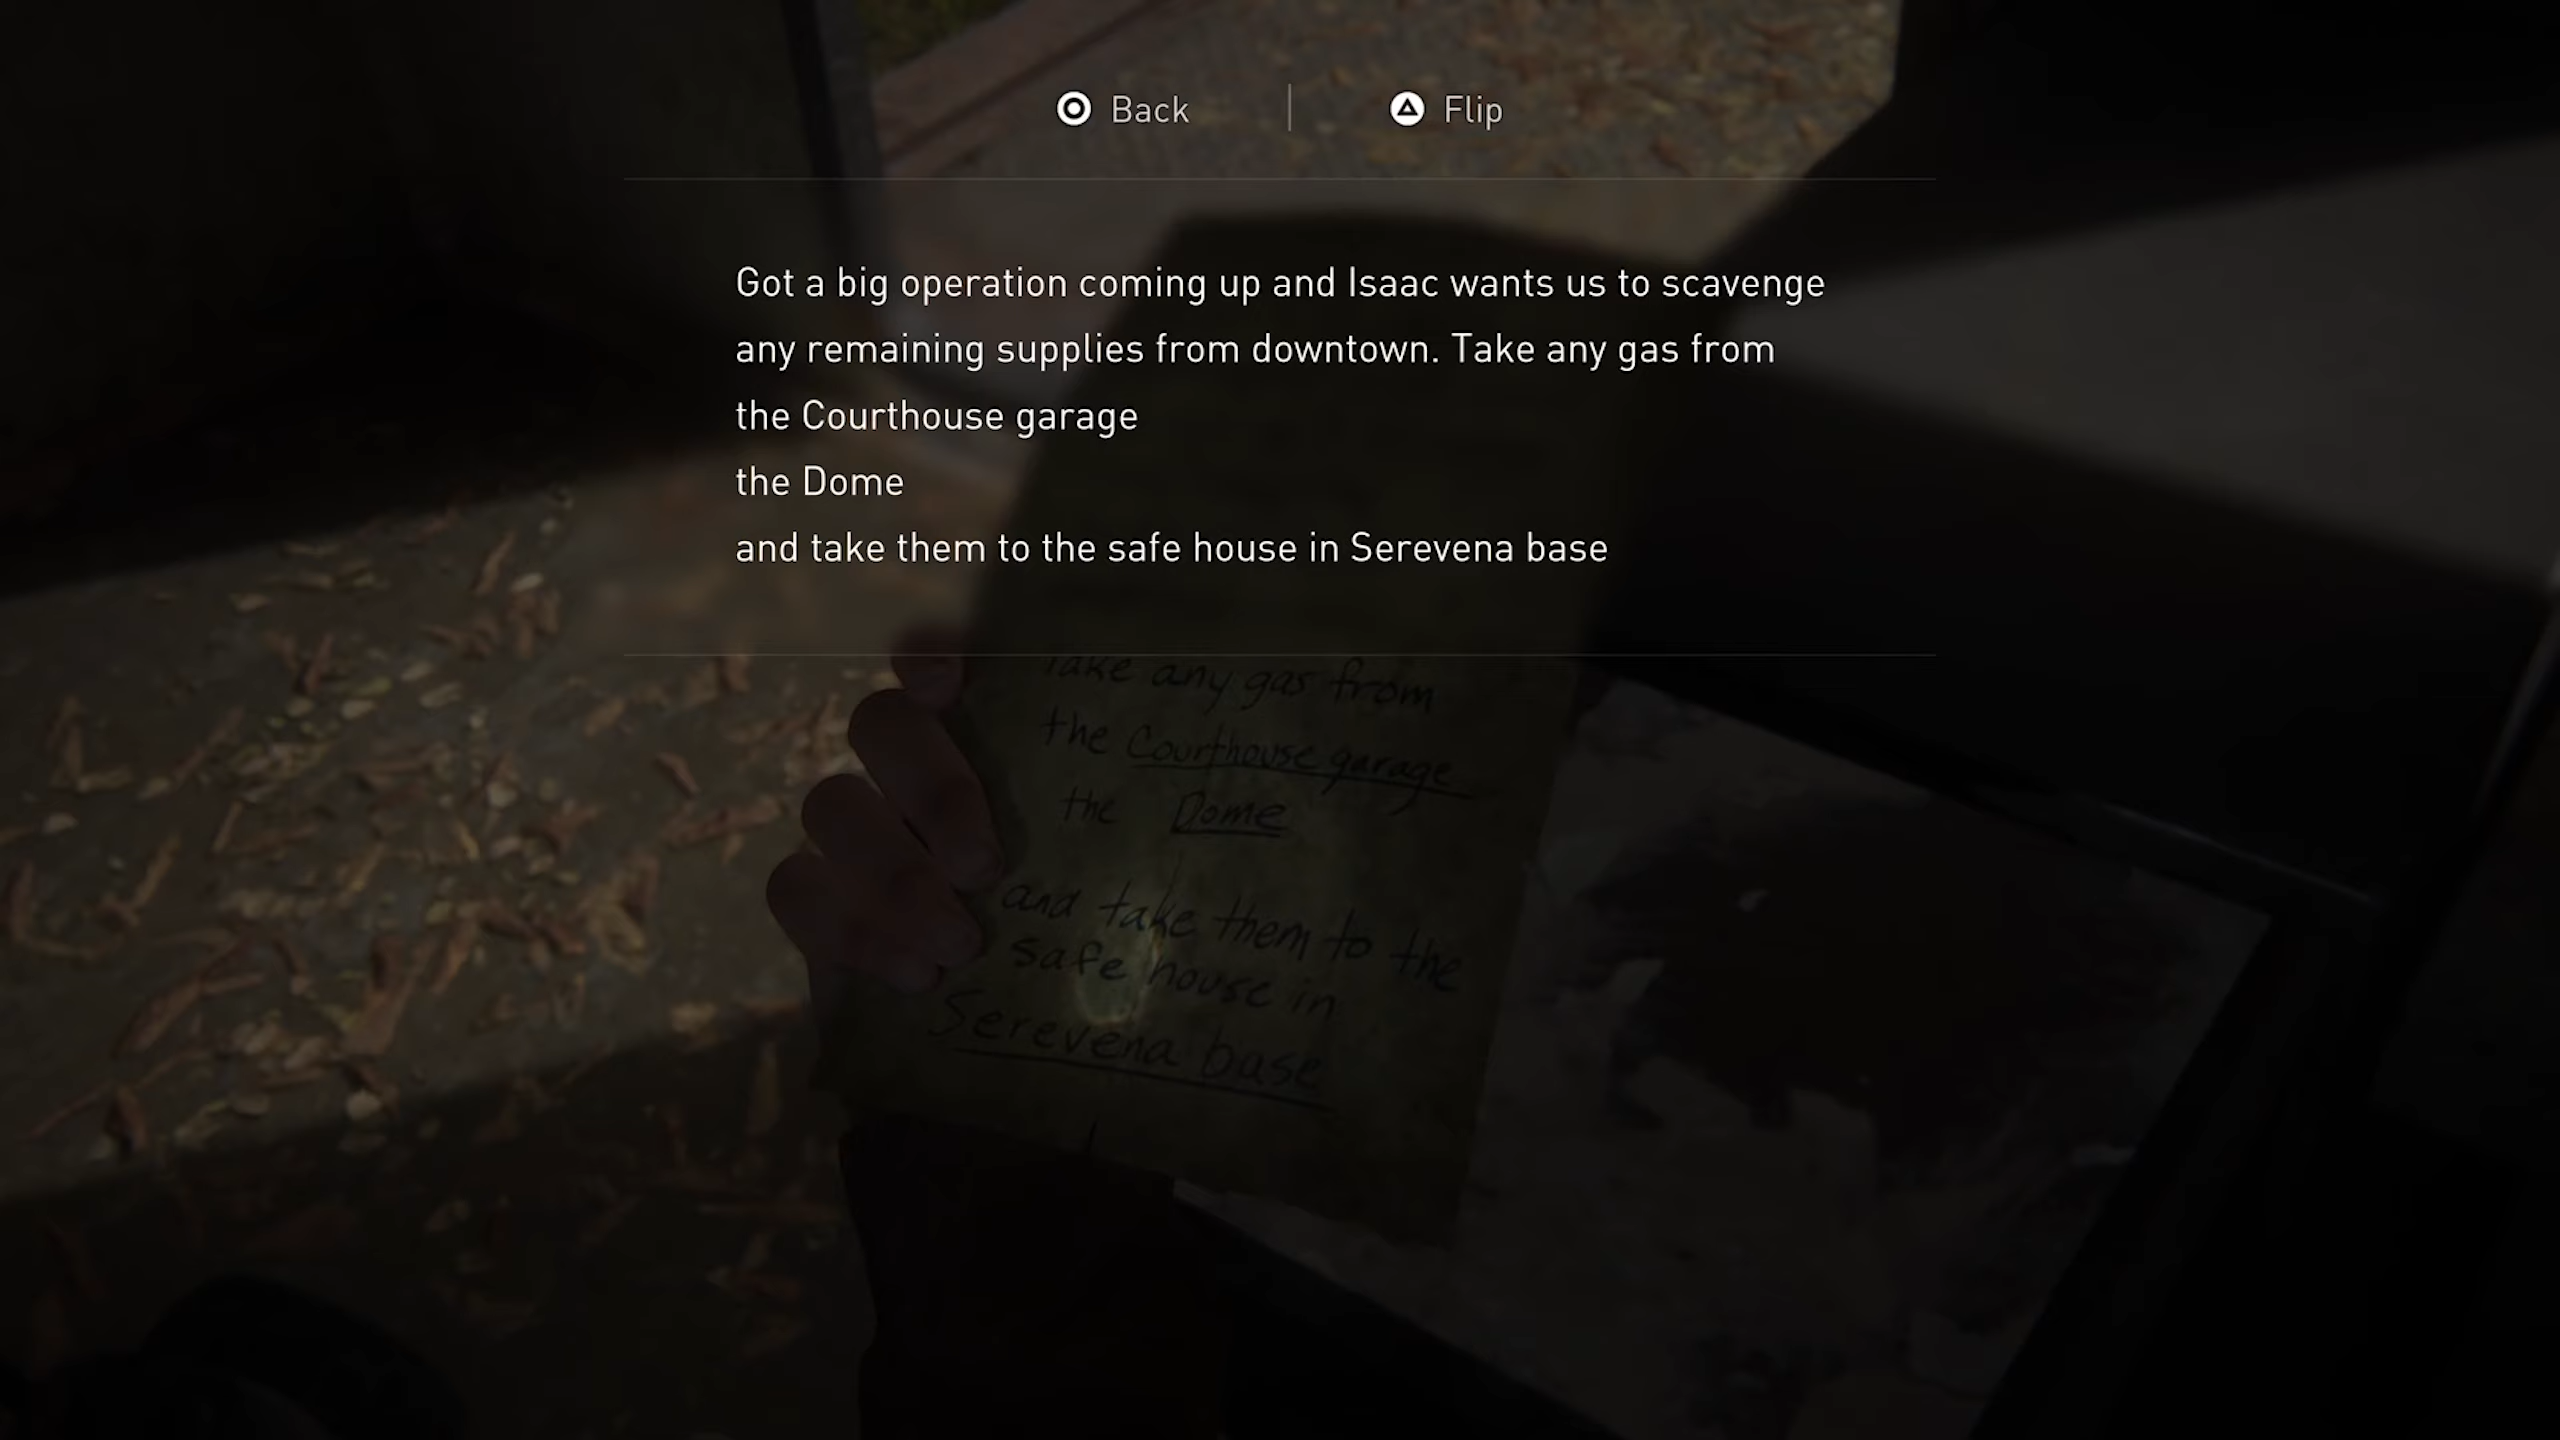 Back
Flip
Got a big operation coming up and Isaac wants us to scavenge
any remaining supplies from downtown. Take any gas from
the Courthouse garage
the Dome
and take them to the safe house in Serevena base
Take any gas from
the Courthouse garage
the Dome
and take them to the
safe house in
Serevena base